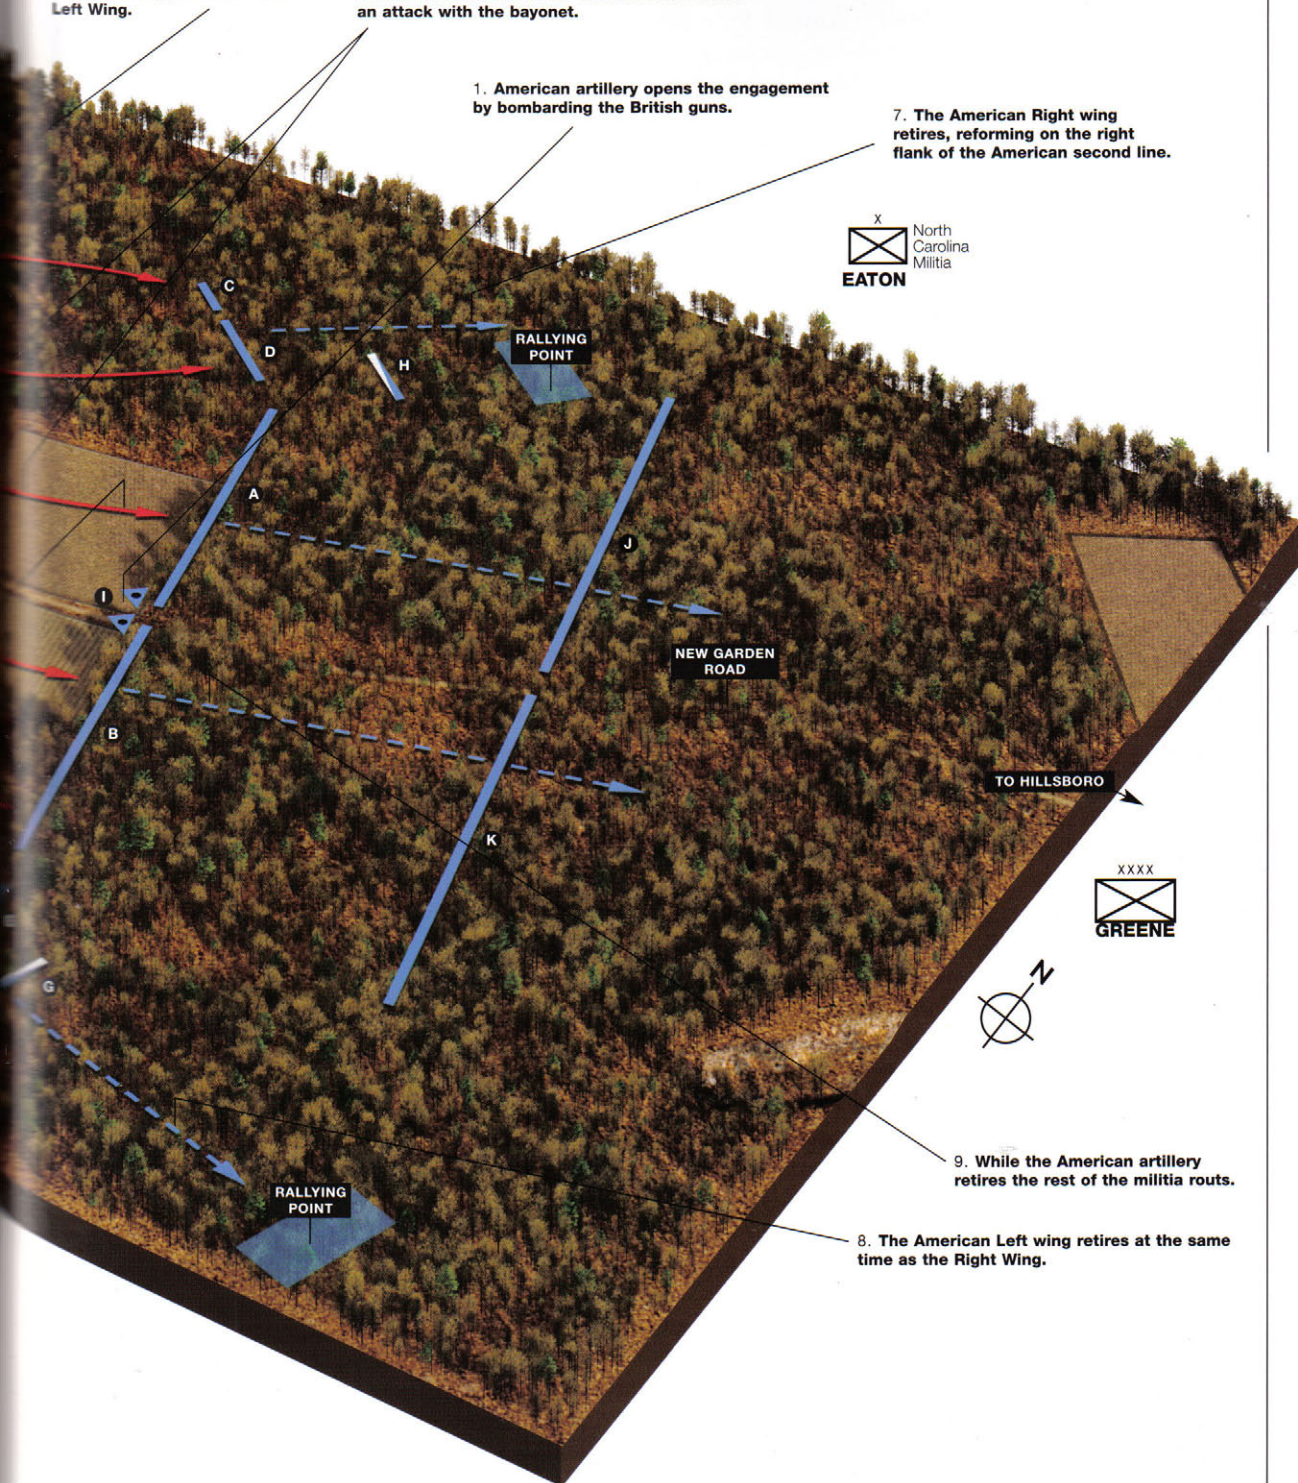 Left Wing.
an attack with the bayonet.
1. American artillery opens the engagement
by bombarding the British guns.
7. The American Right wing
retires, reforming on the right
flank of the American second line.
X
North
Carolina
Militia
EATON
C
D
H
RALLYING
POINT
A
J
I
NEW GARDEN
ROAD
B
TO HILLSBORO
K
XXXX
GREENE
G
N
9. While the American artillery
retires the rest of the militia routs.
RALLYING
POINT
8. The American Left wing retires at the same
time as the Right Wing.